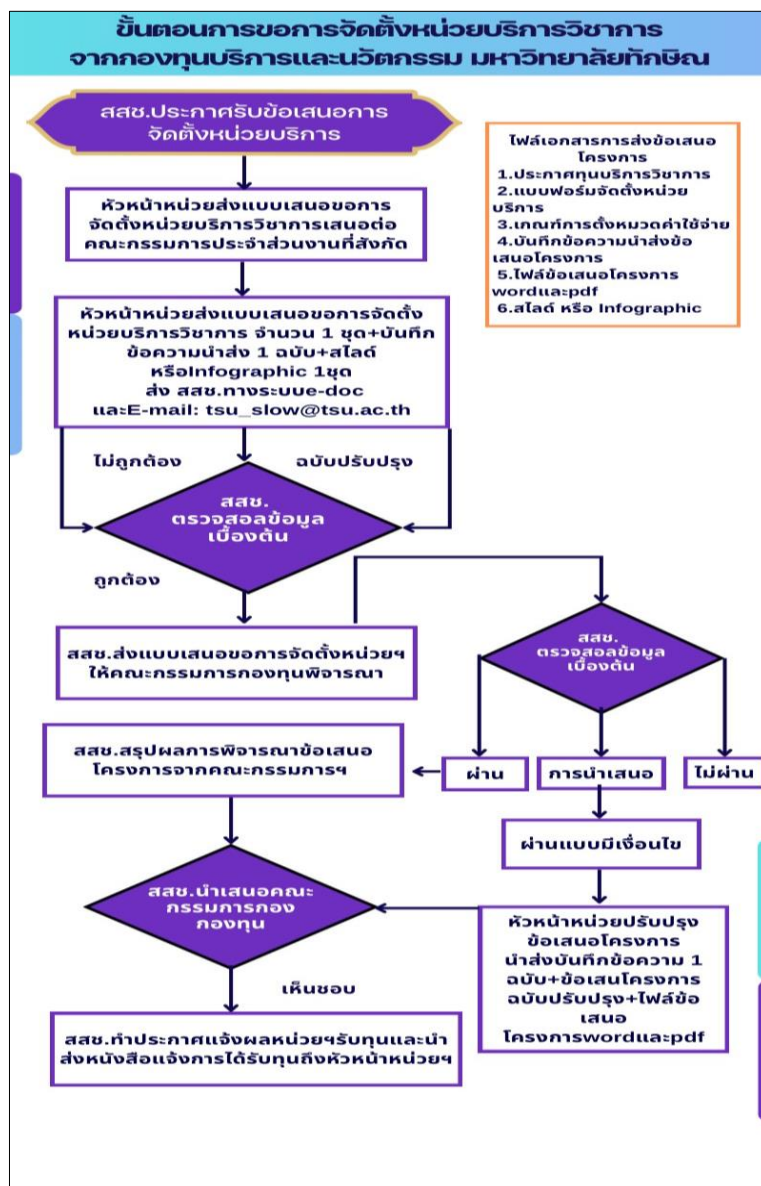 ขั้นตอนการขอการจัดตั้งหน่วยบริการวิชาการ
จากกองทุนบริการและนวัตกรรม มหาวิทยาลัยทักษิณ
สสช.ประกาศรับข้อเสนอการ
จัดตั้งหน่วยบริการ
ไฟล์เอกสารการส่งข้อเสนอ
โครงการ
1.ประกาศทุนบริการวิชาการ
2.แบบฟอร์มจัดตั้งหน่วย
บริการ
3.เกณฑ์การตั้งหมวดค่าใช้จ่าย
4.บันทึกข้อความนำส่งข้อ
เสนอโครงการ
5.ไฟล์ข้อเสนอโครงการ
wordและpdf
6.สไลด์ หรือ Infographic
หัวหน้าหน่วยส่งแบบเสนอขอการ
จัดตั้งหน่วยบริการวิชาการเสนอต่อ
คณะกรรมการประจำส่วนงานที่สังกัด
หัวหน้าหน่วยส่งแบบเสนอขอการจัดตั้ง
หน่วยบริการวิชาการ จำนวน 1 ชุด+บันทึก
ข้อความนำส่ง 1 ฉบับ+สไลด์
หรือInfographic 1ชุด
ส่ง สสช.ทางระบบe-doc
และE-mail: tsu_slow@tsu.ac.th
ไม่ถูกต้อง
ฉบับปรับปรุง
สสช.
ตรวจสอลข้อมูล
เบื้องต้น
ถูกต้อง
สสช.ส่งแบบเสนอขอการจัดตั้งหน่วยฯ
ให้คณะกรรมการกองทุนพิจารณา
สสช.
ตรวจสอลข้อมูล
เบื้องต้น
สสช.สรุปผลการพิจารณาข้อเสนอ
โครงการจากคณะกรรมการฯ
ผ่าน
การนำเสนอ
ไม่ผ่าน
ผ่านแบบมีเงื่อนไข
สสช.นำเสนอคณะ
กรรมการกอง
กองทุน
หัวหน้าหน่วยปรับปรุง
ข้อเสนอโครงการ
นำส่งบันทึกข้อความ 1
ฉบับ+ข้อเสนโครงการ
ฉบับปรับปรุง+ไฟล์ข้อ
เสนอ
โครงการwordและpdf
เห็นชอบ
สสช.ทำประกาศแจ้งผลหน่วยฯรับทุนและนำ
ส่งหนังสือแจ้งการได้รับทุนถึงหัวหน้าหน่วยฯ